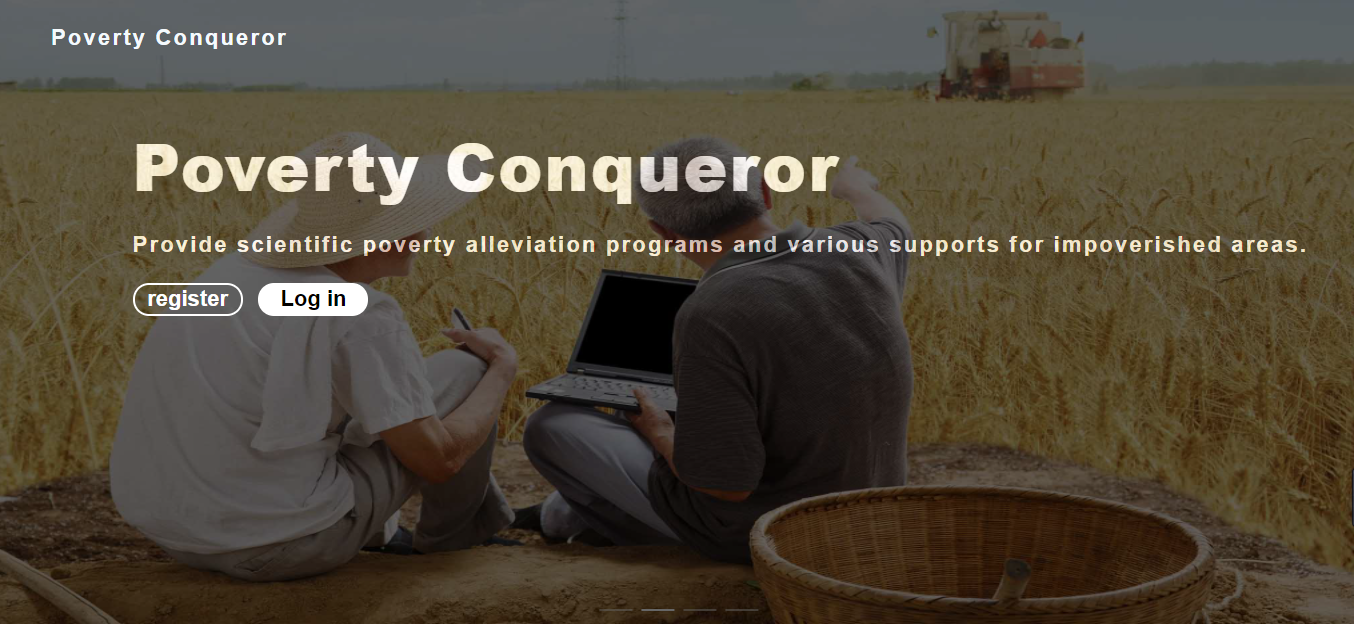 Poverty Conqueror
Poverty Conqueror
Provide scientific poverty alleviation programs and various supports for impoverished areas.
register
Log in